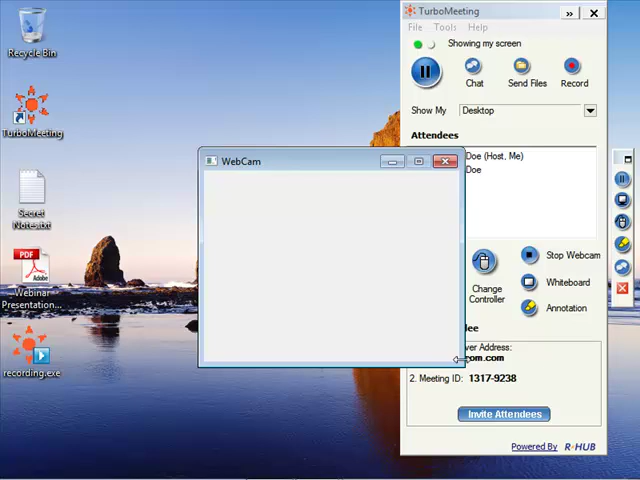 Recycle Bin
TurboMeeting
Secret
Notes.txt
PDF
Adobe
Webinar
Presentation...
recording.exe
WebCam
TurboMeeting
File Tools Help
Showing my screen
Chat Send Files Record
Show My Desktop
Attendees
Doe (Host, Me)
Doe
Change
Controller
Stop Webcam
Whiteboard
Annotation
ver Address:
om.com
2. Meeting ID: 1317-9238
Invite Attendees
Powered By RHUB